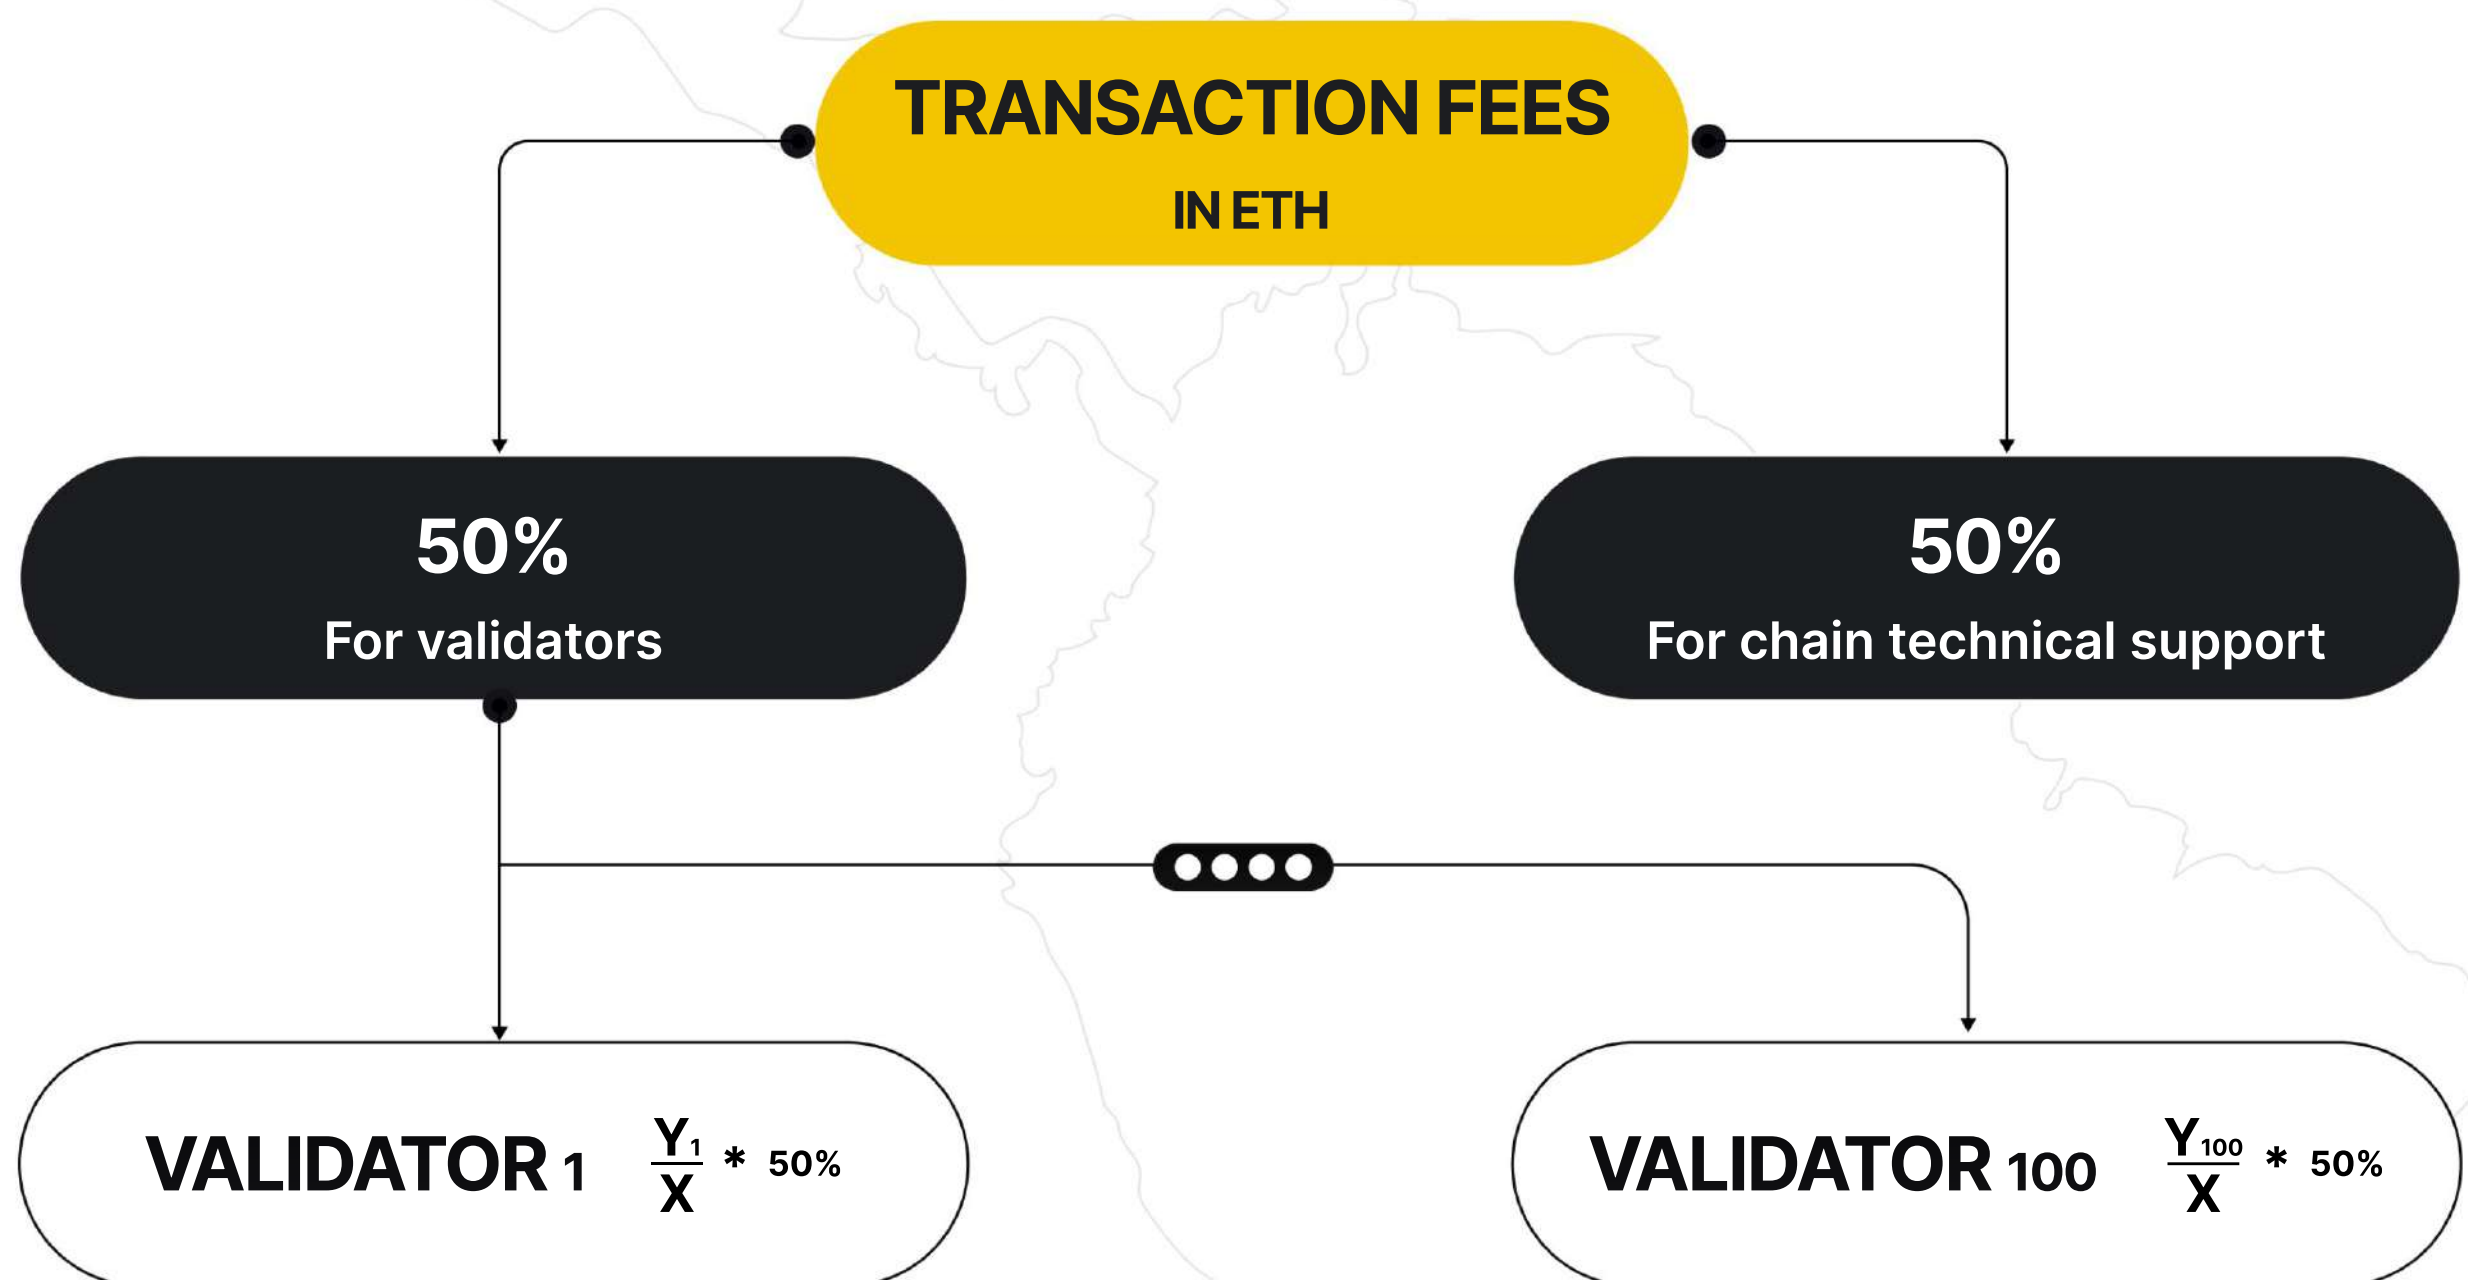 TRANSACTION FEES
IN ETH
50%
For validators
50%
For chain technical support
VALIDATOR 1 Y1/X * 50%
VALIDATOR 100 Y100/X * 50%